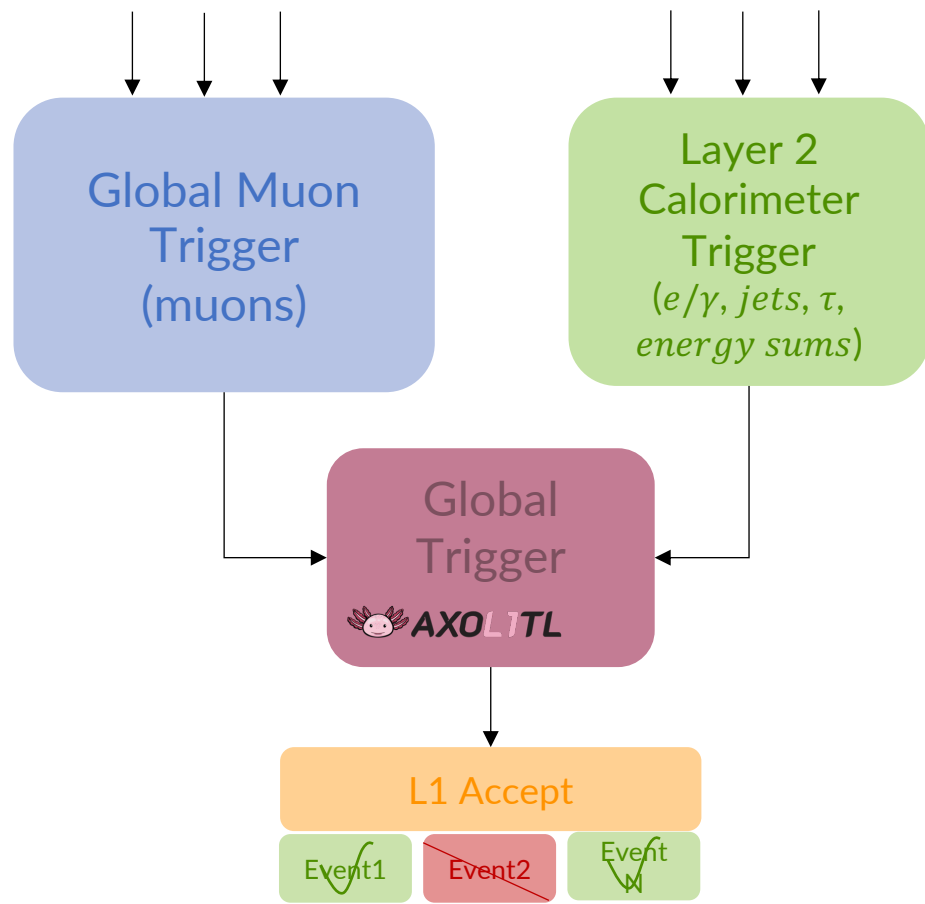 Global Muon
Trigger
(muons)
Layer 2
Calorimeter
Trigger
(e/γ, jets, τ,
energy sums)
Global
Trigger
AXOL1TL
L1 Accept
Event1
Event2
Event
N